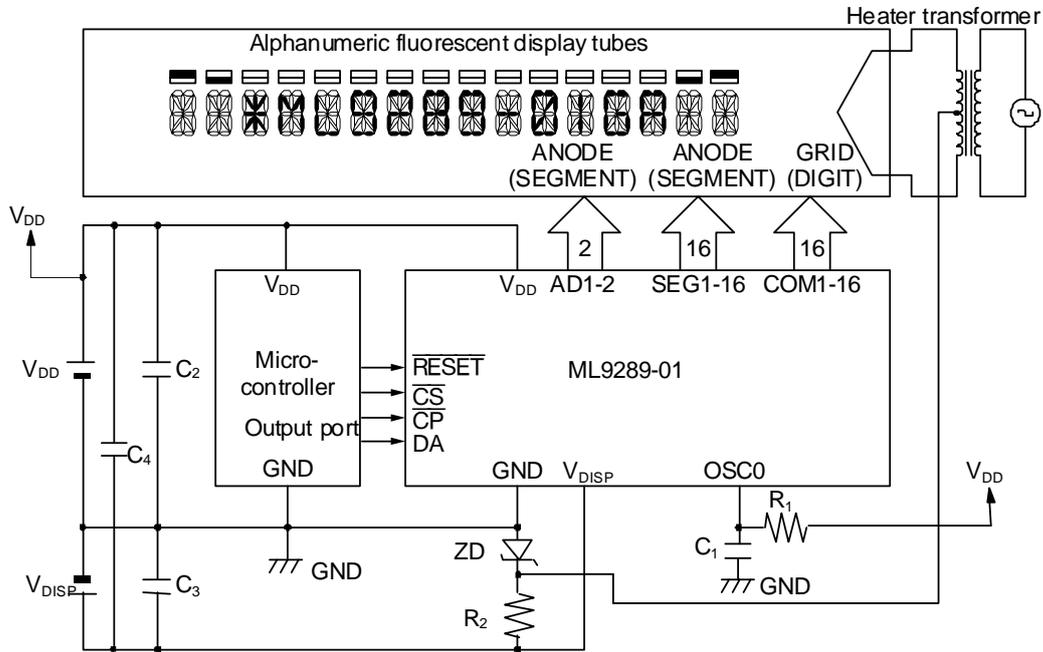 Heater transformer
Alphanumeric fluorescent display tubes
ANODE
(SEGMENT)
ANODE
(SEGMENT)
GRID
(DIGIT)
2
16
16
VDD
VDD
VDD
AD1-2
SEG1-16
COM1-16
VDD
C2
C4
Micro-
controller
Output port
GND
RESET
CS
CP
DA
ML9289-01
GND
VDISP
OSC0
R1
VDD
C1
GND
ZD
GND
VDISP
C3
R2